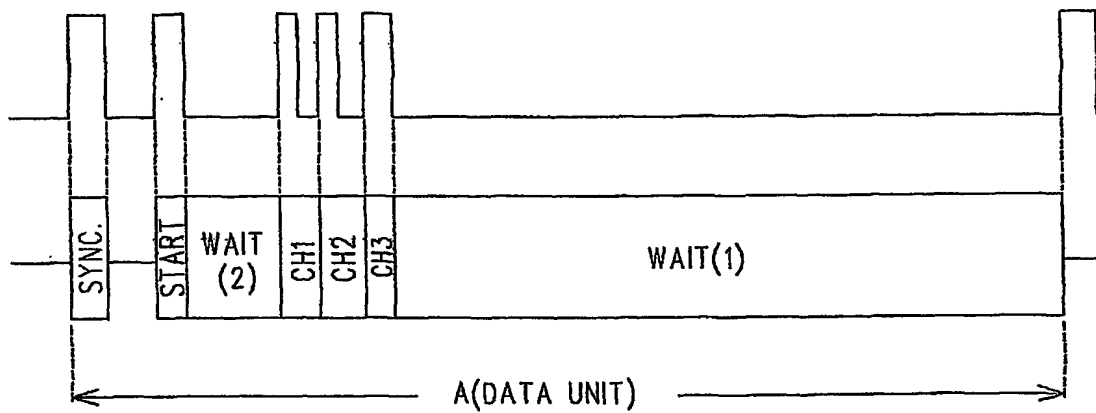 SYNC.
START
WAIT
(2)
CH1
CH2
CH3
WAIT(1)
A(DATA UNIT)